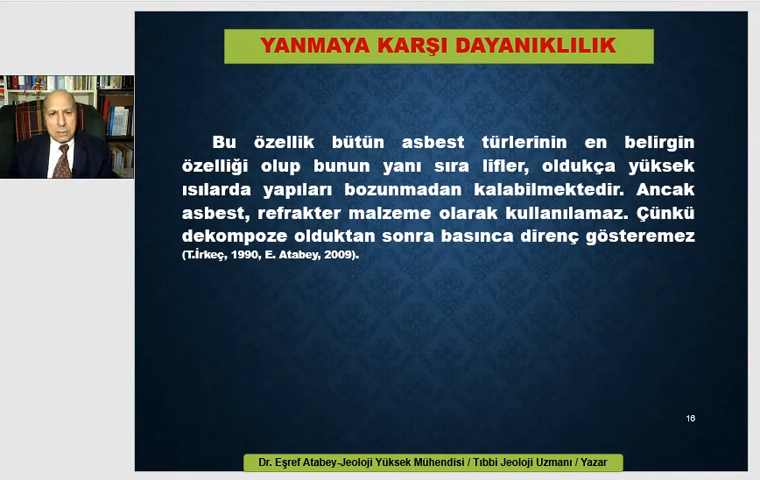 YANMAYA KARŞI DAYANIKLILIK
Bu özellik bütün asbest türlerinin en belirgin
özelliği olup bunun yanı sıra lifler, oldukça yüksek
ısılarda yapıları bozunmadan kalabilmektedir. Ancak
asbest, refrakter malzeme olarak kullanılamaz. Çünkü
dekompoze olduktan sonra basınca direnç gösteremez
(T.İrkeç, 1990, E. Atabey, 2009).
16
Dr. Eşref Atabey-Jeoloji Yüksek Mühendisi / Tıbbi Jeoloji Uzmanı / Yazar